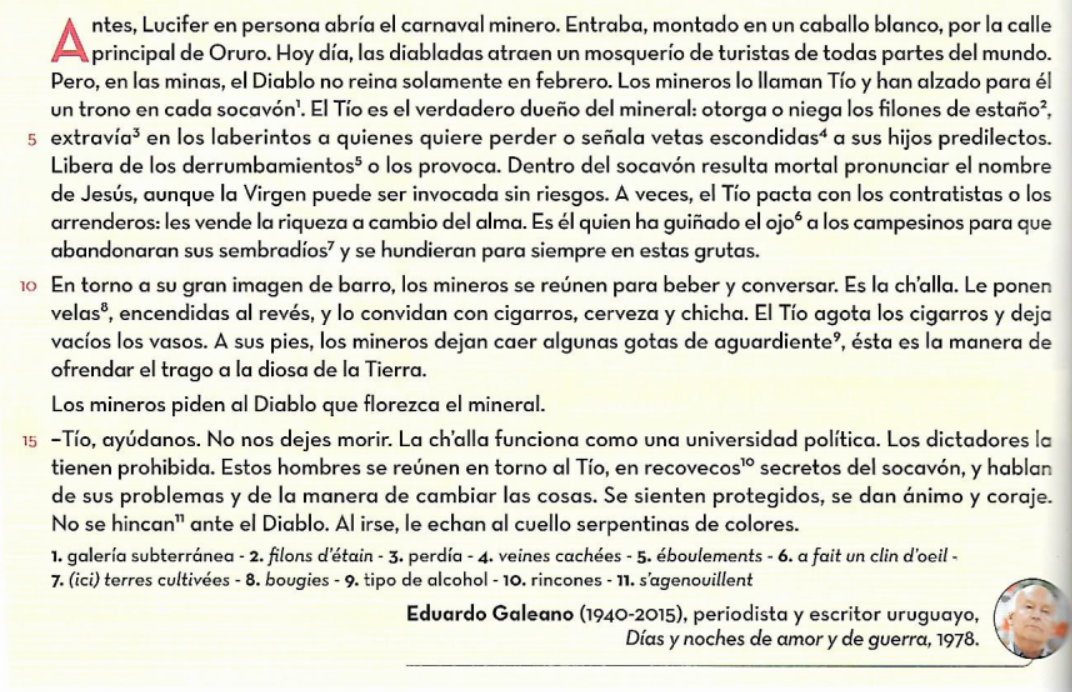 Antes, Lucifer en persona abría el carnaval minero. Entraba, montado en un caballo blanco, por la calle
principal de Oruro. Hoy día, las diabladas atraen un mosquerío de turistas de todas partes del mundo.
Pero, en las minas, el Diablo no reina solamente en febrero. Los mineros lo llaman Tío y han alzado para él
un trono en cada socavón¹. El Tío es el verdadero dueño del mineral: otorga o niega los filones de estaño²,
5 extravía³ en los laberintos a quienes quiere perder o señala vetas escondidas⁴ a sus hijos predilectos.
Libera de los derrumbamientos⁵ o los provoca. Dentro del socavón resulta mortal pronunciar el nombre
de Jesús, aunque la Virgen puede ser invocada sin riesgos. A veces, el Tío pacta con los contratistas o los
arrenderos: les vende la riqueza a cambio del alma. Es él quien ha guiñado el ojo⁶ a los campesinos para que
abandonaran sus sembradíos⁷ y se hundieran para siempre en estas grutas.
10 En torno a su gran imagen de barro, los mineros se reúnen para beber y conversar. Es la ch'alla. Le ponen
velas⁸, encendidas al revés, y lo convidan con cigarros, cerveza y chicha. El Tío agota los cigarros y deja
vacíos los vasos. A sus pies, los mineros dejan caer algunas gotas de aguardiente⁹, ésta es la manera de
ofrendar el trago a la diosa de la Tierra.
Los mineros piden al Diablo que florezca el mineral.
15 –Tío, ayúdanos. No nos dejes morir. La ch'alla funciona como una universidad política. Los dictadores la
tienen prohibida. Estos hombres se reúnen en torno al Tío, en recovecos¹⁰ secretos del socavón, y hablan
de sus problemas y de la manera de cambiar las cosas. Se sienten protegidos, se dan ánimo y coraje.
No se hincan¹¹ ante el Diablo. Al irse, le echan al cuello serpentinas de colores.
1. galería subterránea - 2. filons d'étain - 3. perdía - 4. veines cachées - 5. éboulements - 6. a fait un clin d'oeil -
7. (ici) terres cultivées - 8. bougies - 9. tipo de alcohol - 10. rincones - 11. s'agenouillent
Eduardo Galeano (1940-2015), periodista y escritor uruguayo,
Días y noches de amor y de guerra, 1978.